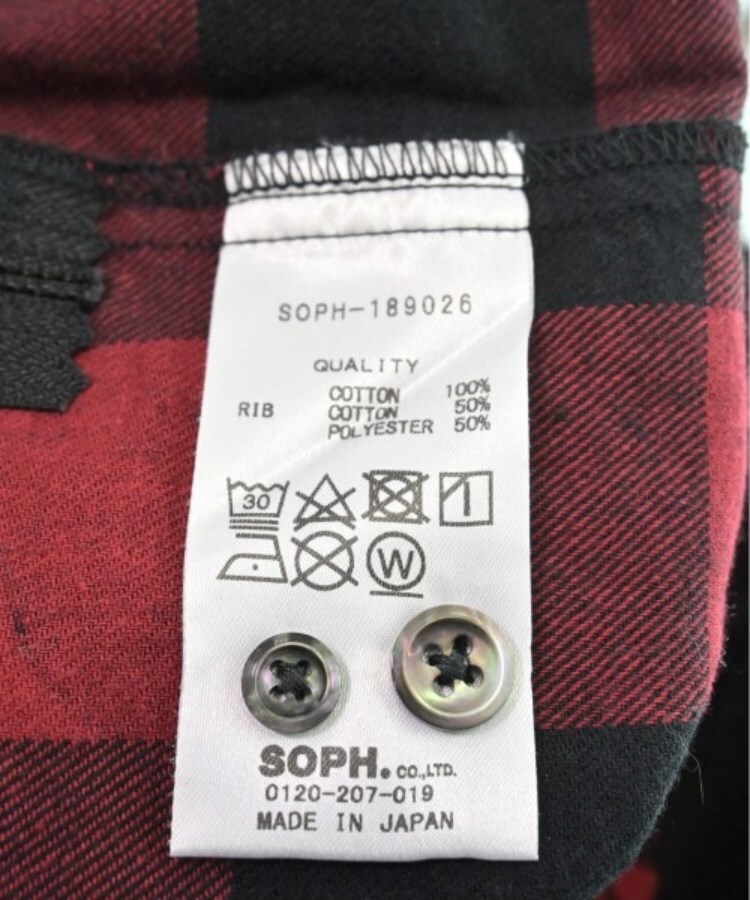 SOPH-189026
QUALITY
COTTON 100%
RIB COTTON 50%
POLYESTER 50%
30
W
SOPH. CO.,LTD.
0120-207-019
MADE IN JAPAN